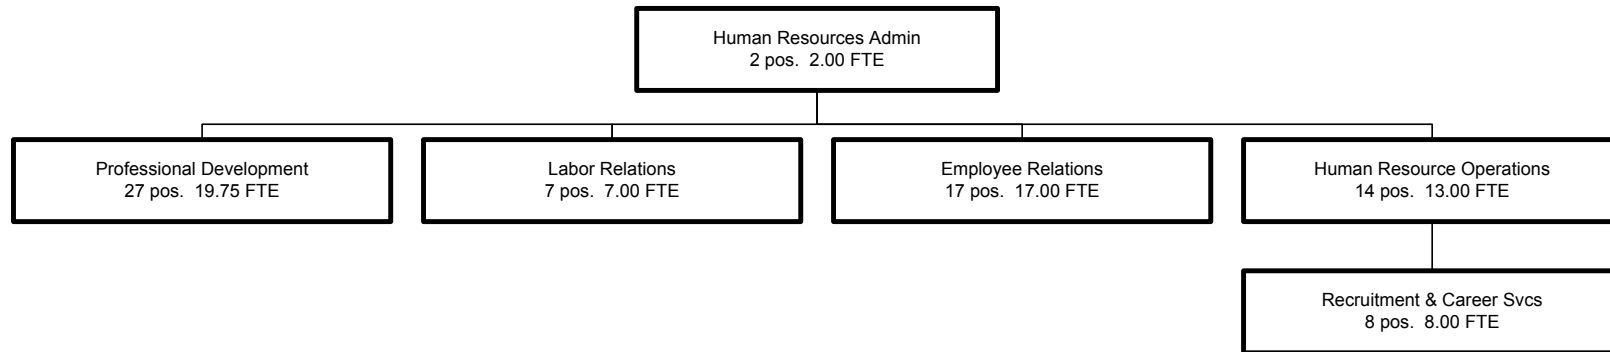 Human Resources Admin
2 pos.  2.00 FTE
Professional Development
27 pos.  19.75 FTE
Labor Relations
7 pos.  7.00 FTE
Employee Relations
17 pos.  17.00 FTE
Human Resource Operations
14 pos.  13.00 FTE
Recruitment & Career Svcs
8 pos.  8.00 FTE